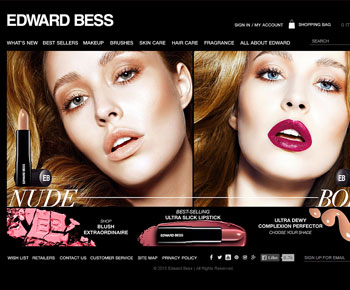 EDWARD BESS
SIGN IN / MY ACCOUNT
SHOPPING BAG
WHAT'S NEW BEST SELLERS MAKEUP BRUSHES SKIN CARE HAIR CARE FRAGRANCE ALL ABOUT EDWARD
SEARCH
EB
EB
NUDE
BO
SHOP
BLUSH
EXTRAORDINAIRE
BEST-SELLING
ULTRA SLICK LIPSTICK
EDWARD BESS
ULTRA DEWY
COMPLEXION PERFECTOR
CHOOSE YOUR SHADE
WISH LIST RETAILERS CONTACT US CUSTOMER SERVICE SITE MAP PRIVACY POLICY
SIGN UP FOR EMAIL
Edward Bess | All Rights Reserved